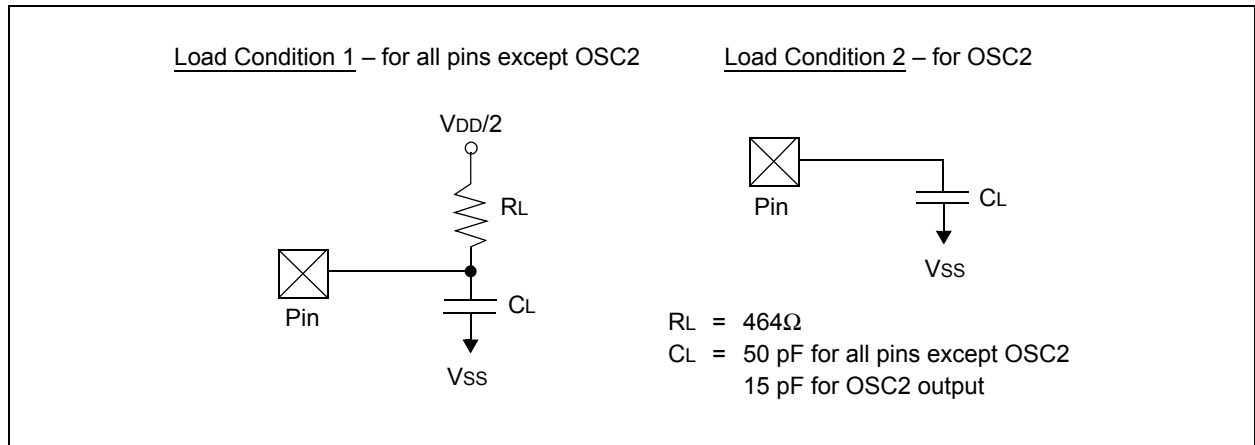 Load Condition 1 – for all pins except OSC2
Load Condition 2 – for OSC2
VDD/2
RL
Pin
CL
VSS
Pin
CL
VSS
RL = 464Ω
CL = 50 pF for all pins except OSC2
15 pF for OSC2 output